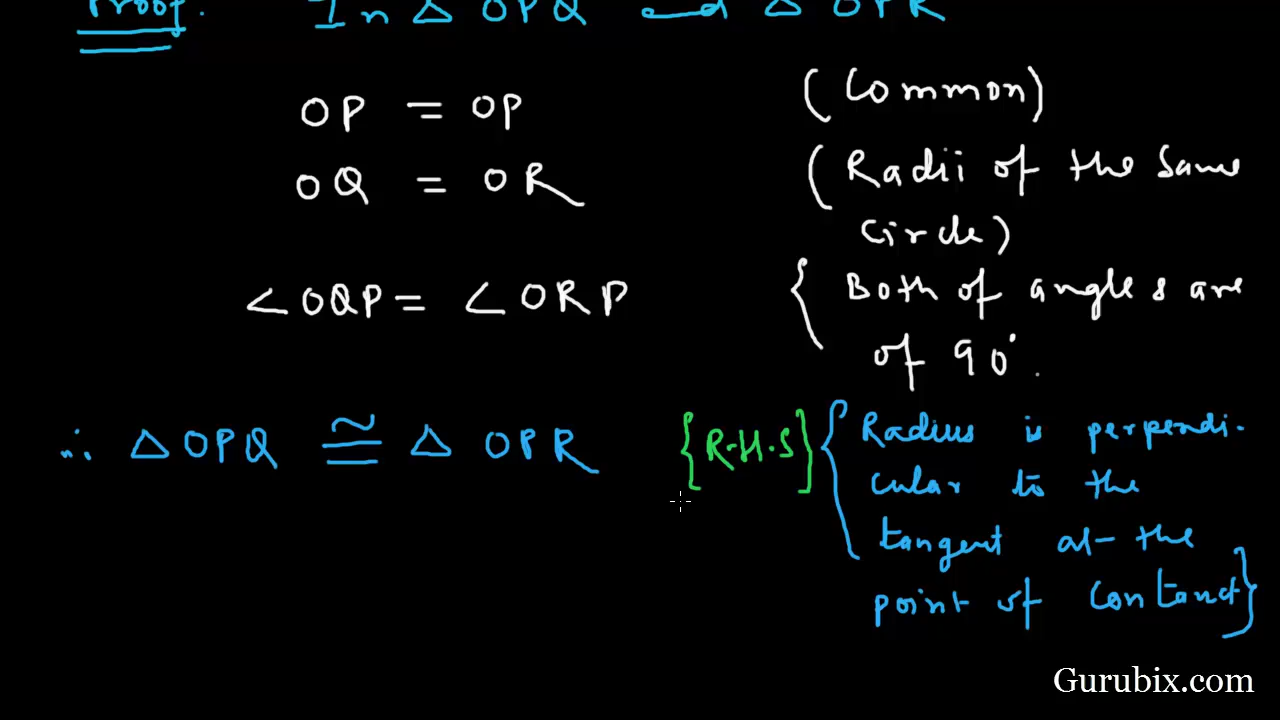 Proof: In △ OPQ and △ OPR
OP = OP (Common)
OQ = OR (Radii of the Same
circle)
∠OQP = ∠ORP { Both of angles are
of 90°.
∴ △ OPQ ≅ △ OPR {R.H.S} { Radius is perpendi-
cular to the
tangent at the
point of Contanct}
Gurubix.com